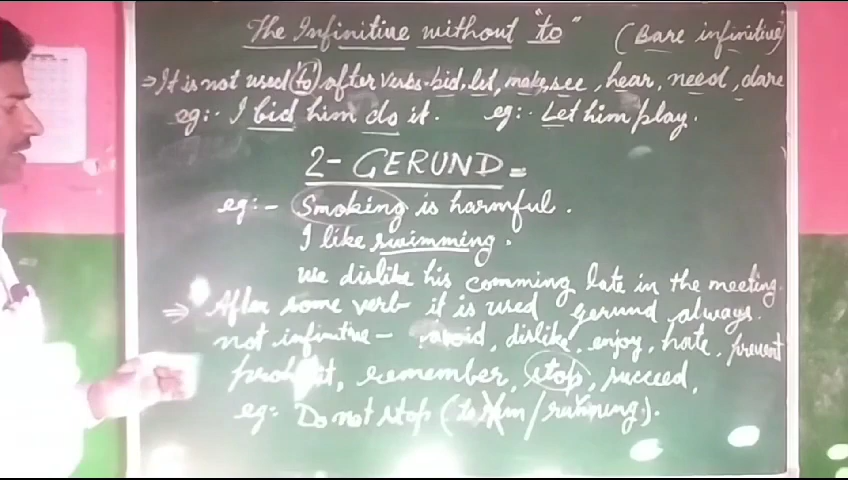 The Infinitive without "to" (Bare infinitive)
⇒ It is not used (to) after verbs - bid, let, make, see, hear, need, dare
eg:- I bid him do it. eg:- Let him play.
2- GERUND =
eg:- Smoking is harmful.
I like swimming.
we dislike his comming late in the meeting.
⇒ After some verb it is used gerund always.
not infinitive - avoid, dislike, enjoy, hate, prevent
prohibit, remember, stop, succeed.
eg:- Do not stop (to run / running).